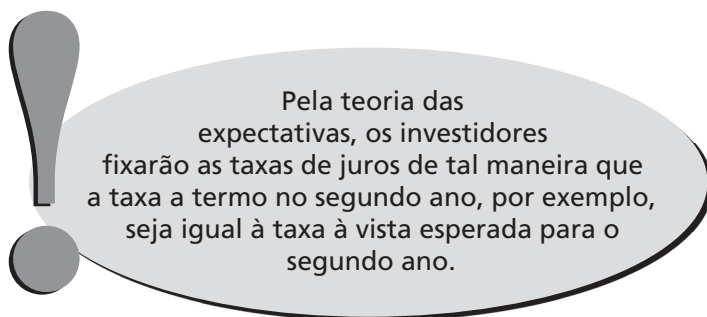 Pela teoria das
expectativas, os investidores
fixarão as taxas de juros de tal maneira que
a taxa a termo no segundo ano, por exemplo,
seja igual à taxa à vista esperada para o
segundo ano.